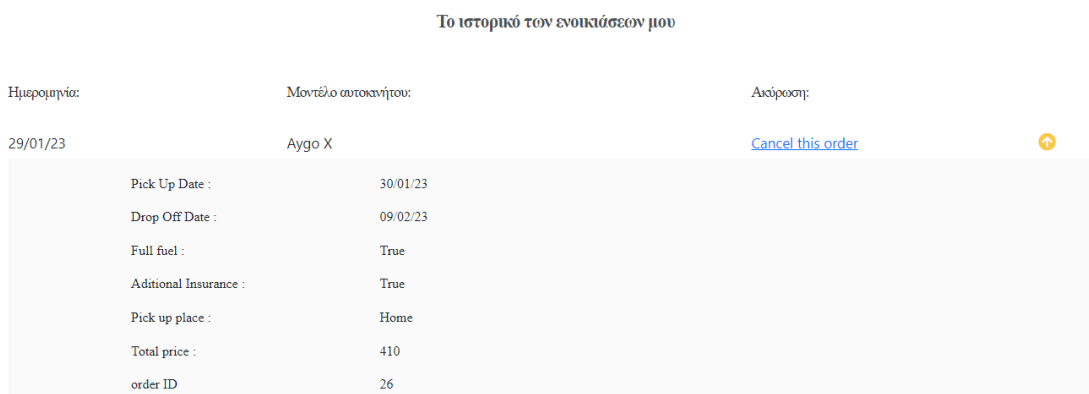 Το ιστορικό των ενοικιάσεων μου
Ημερομηνία: Μοντέλο αυτοκινήτου: Ακύρωση:
29/01/23 Aygo X Cancel this order
Pick Up Date : 30/01/23
Drop Off Date : 09/02/23
Full fuel : True
Aditional Insurance : True
Pick up place : Home
Total price : 410
order ID 26